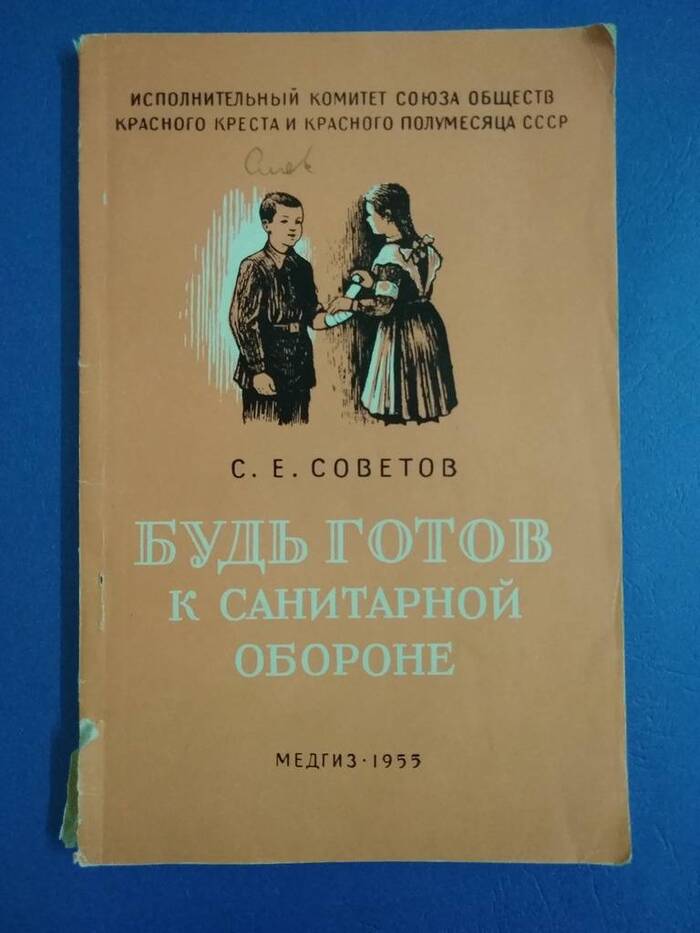 ИСПОЛНИТЕЛЬНЫЙ КОМИТЕТ СОЮЗА ОБЩЕСТВ
КРАСНОГО КРЕСТА И КРАСНОГО ПОЛУМЕСЯЦА СССР
С. Е. СОВЕТОВ
БУДЬ ГОТОВ
К САНИТАРНОЙ
ОБОРОНЕ
МЕДГИЗ · 1955